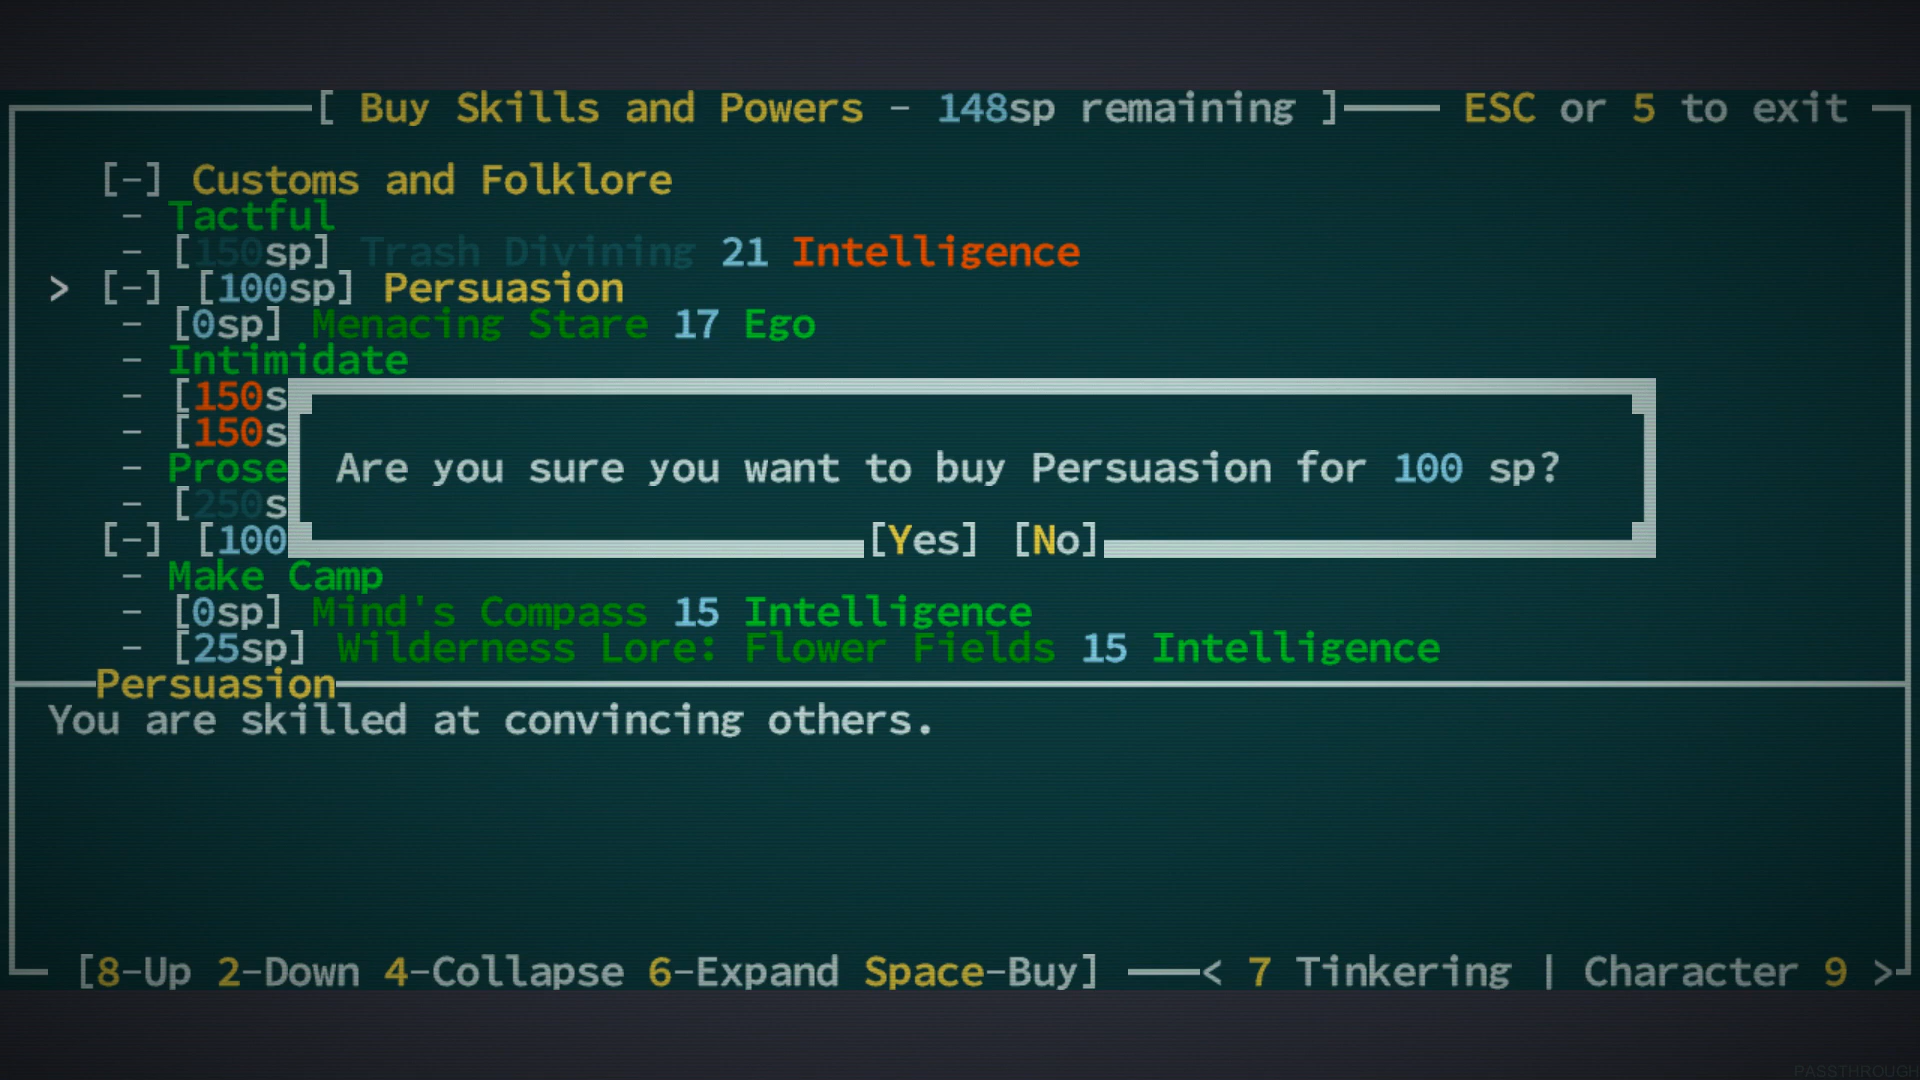 [ Buy Skills and Powers - 148sp remaining ] ESC or 5 to exit
[-] Customs and Folklore
- Tactful
- [150sp] Trash Divining 21 Intelligence
> [-] [100sp] Persuasion
- [0sp] Menacing Stare 17 Ego
- Intimidate
- [150s
- [150s
- Prose
- [250s
[-] [100
Are you sure you want to buy Persuasion for 100 sp?
[Yes] [No]
- Make Camp
- [0sp] Mind's Compass 15 Intelligence
- [25sp] Wilderness Lore: Flower Fields 15 Intelligence
Persuasion
You are skilled at convincing others.
[8-Up 2-Down 4-Collapse 6-Expand Space-Buy] < 7 Tinkering | Character 9 >
PASSTHROUGH